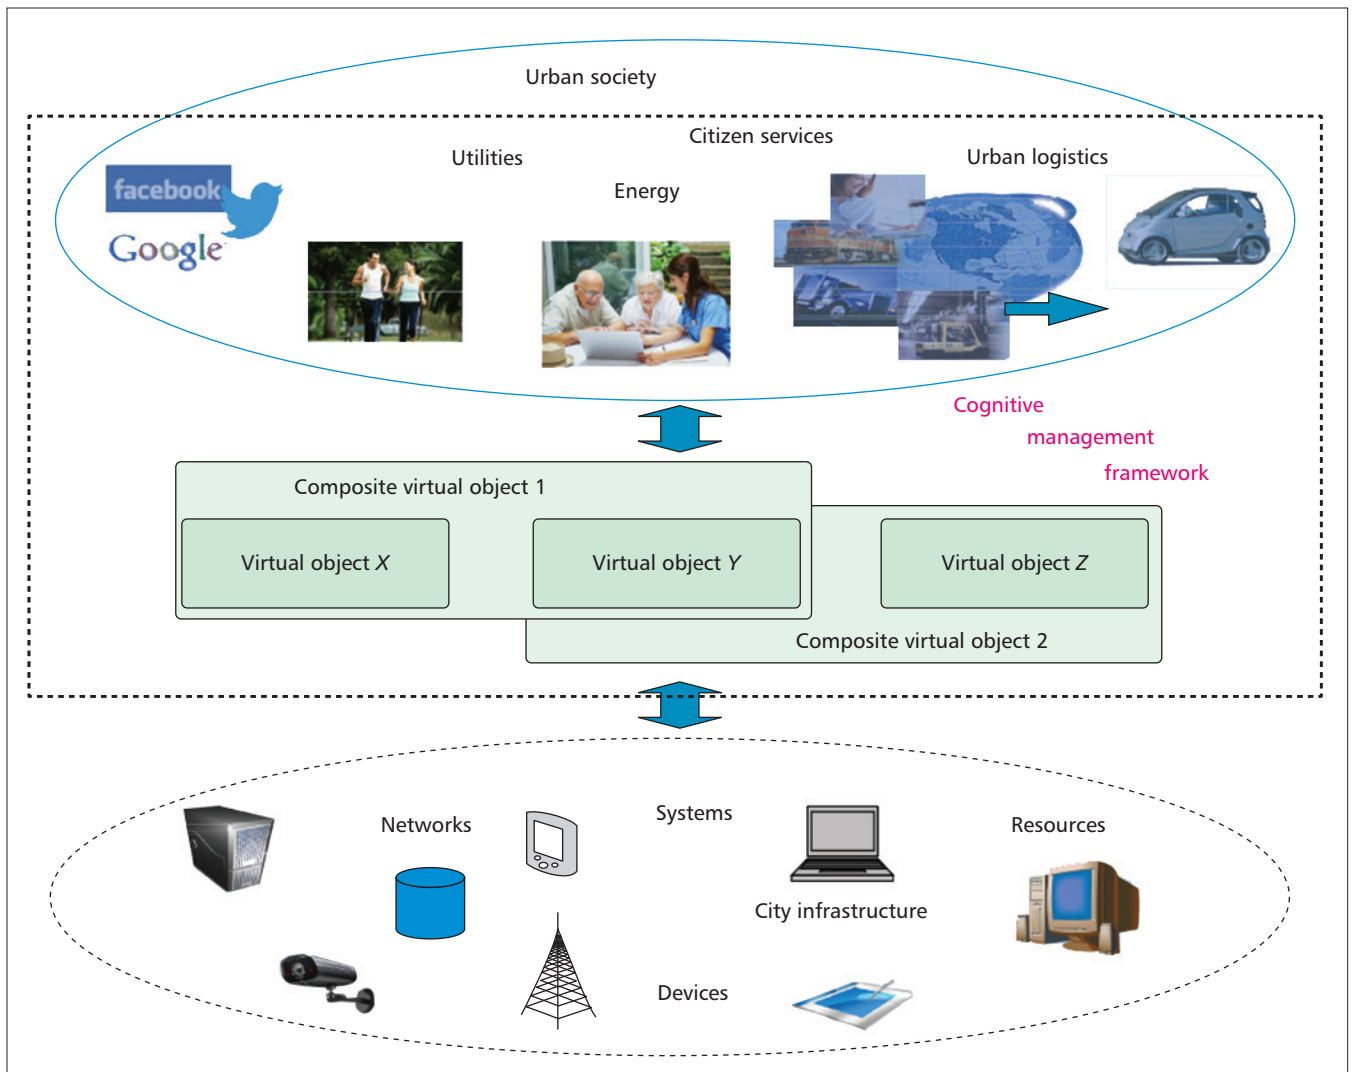 Urban society
Citizen services
Utilities
Urban logistics
Energy
facebook
Google
Cognitive
management
framework
Composite virtual object 1
Virtual object X
Virtual object Y
Virtual object Z
Composite virtual object 2
Systems
Networks
Resources
City infrastructure
Devices